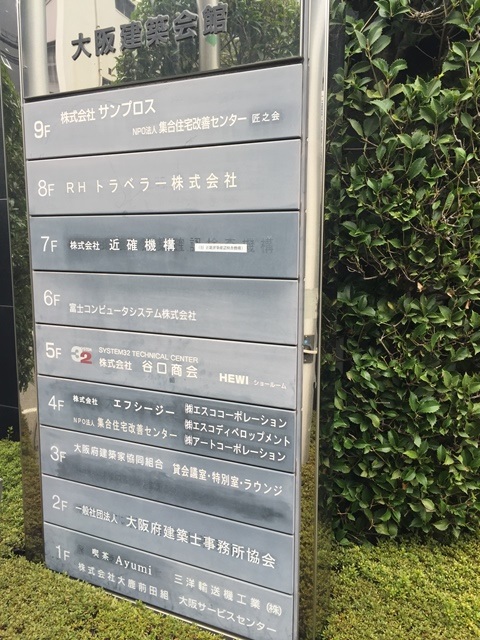 大阪建築会館
9F 株式会社 サンブロス
NPO法人 集合住宅改善センター 匠之会
8F RHトラベラー株式会社
7F 株式会社 近確機構
6F 富士コンピュータシステム株式会社
5F 32 SYSTEM32 TECHNICAL CENTER
株式会社 谷口商会 HEWI ショールーム
4F 株式会社 エフシージー ㈱エスココーポレーション
㈱エスコディベロップメント
NPO法人 集合住宅改善センター ㈱アートコーポレーション
3F 大阪府建築家協同組合 貸会議室・特別室・ラウンジ
2F 一般社団法人 大阪府建築士事務所協会
1F 喫茶 Ayumi 三洋輸送機工業㈱
株式会社大鹿前田組 大阪サービスセンター